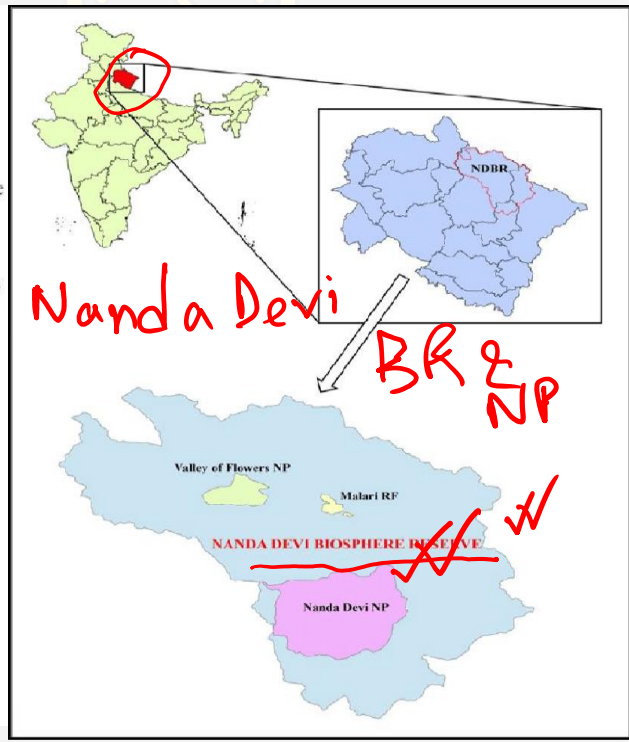 NDBR
Nanda Devi
BR &
NP
Valley of Flowers NP
Malari RF
NANDA DEVI BIOSPHERE RESERVE
Nanda Devi NP